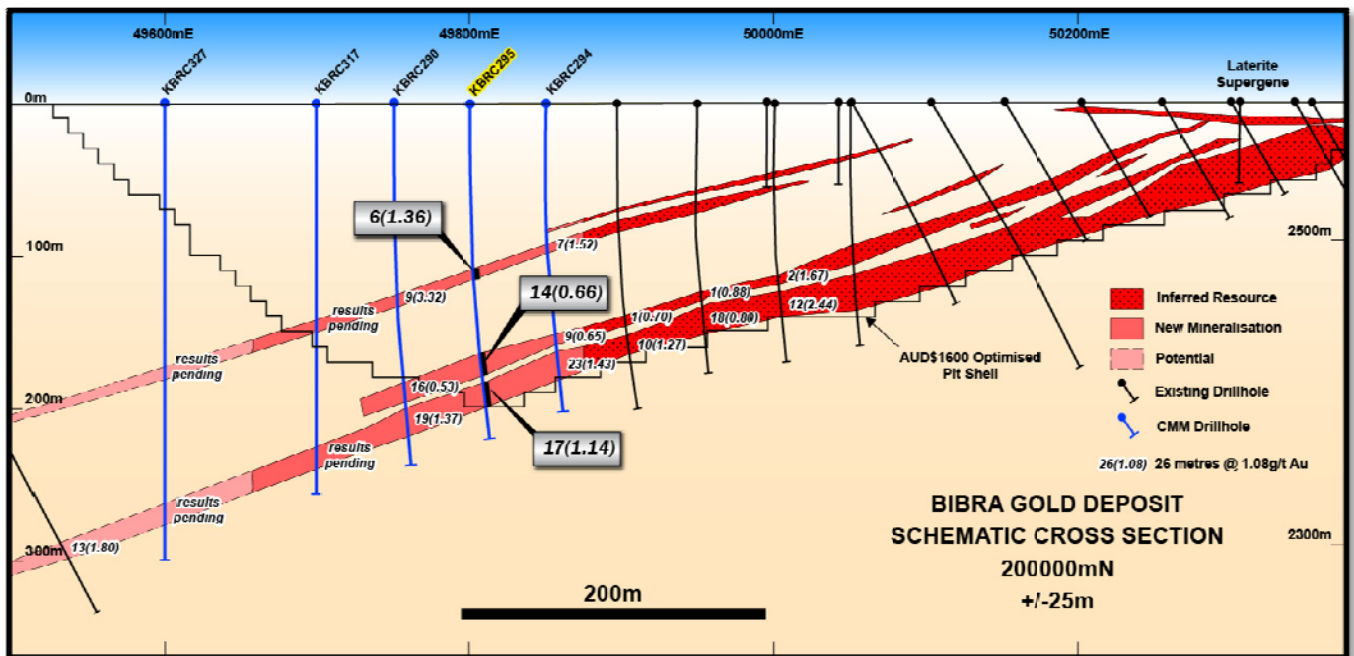 49600mE
49800mE
50000mE
50200mE
KBRC327
KBRC317
KBRC290
KBRC295
KBRC294
Laterite
Supergene
0m
6(1.36)
7(1.52)
100m
2500m
14(0.66)
9(3.32)
2(1.67)
1(0.88)
12(2.44)
results
pending
1(0.70)
18(0.80)
9(0.65)
10(1.27)
Inferred Resource
New Mineralisation
Potential
Existing Drillhole
CMM Drillhole
26(1.08) 26 metres @ 1.08g/t Au
AUD$1600 Optimised
Pit Shell
results
pending
23(1.43)
16(0.53)
200m
19(1.37)
17(1.14)
results
pending
results
pending
13(1.80)
300m
2300m
BIBRA GOLD DEPOSIT
SCHEMATIC CROSS SECTION
200000mN
+/-25m
200m